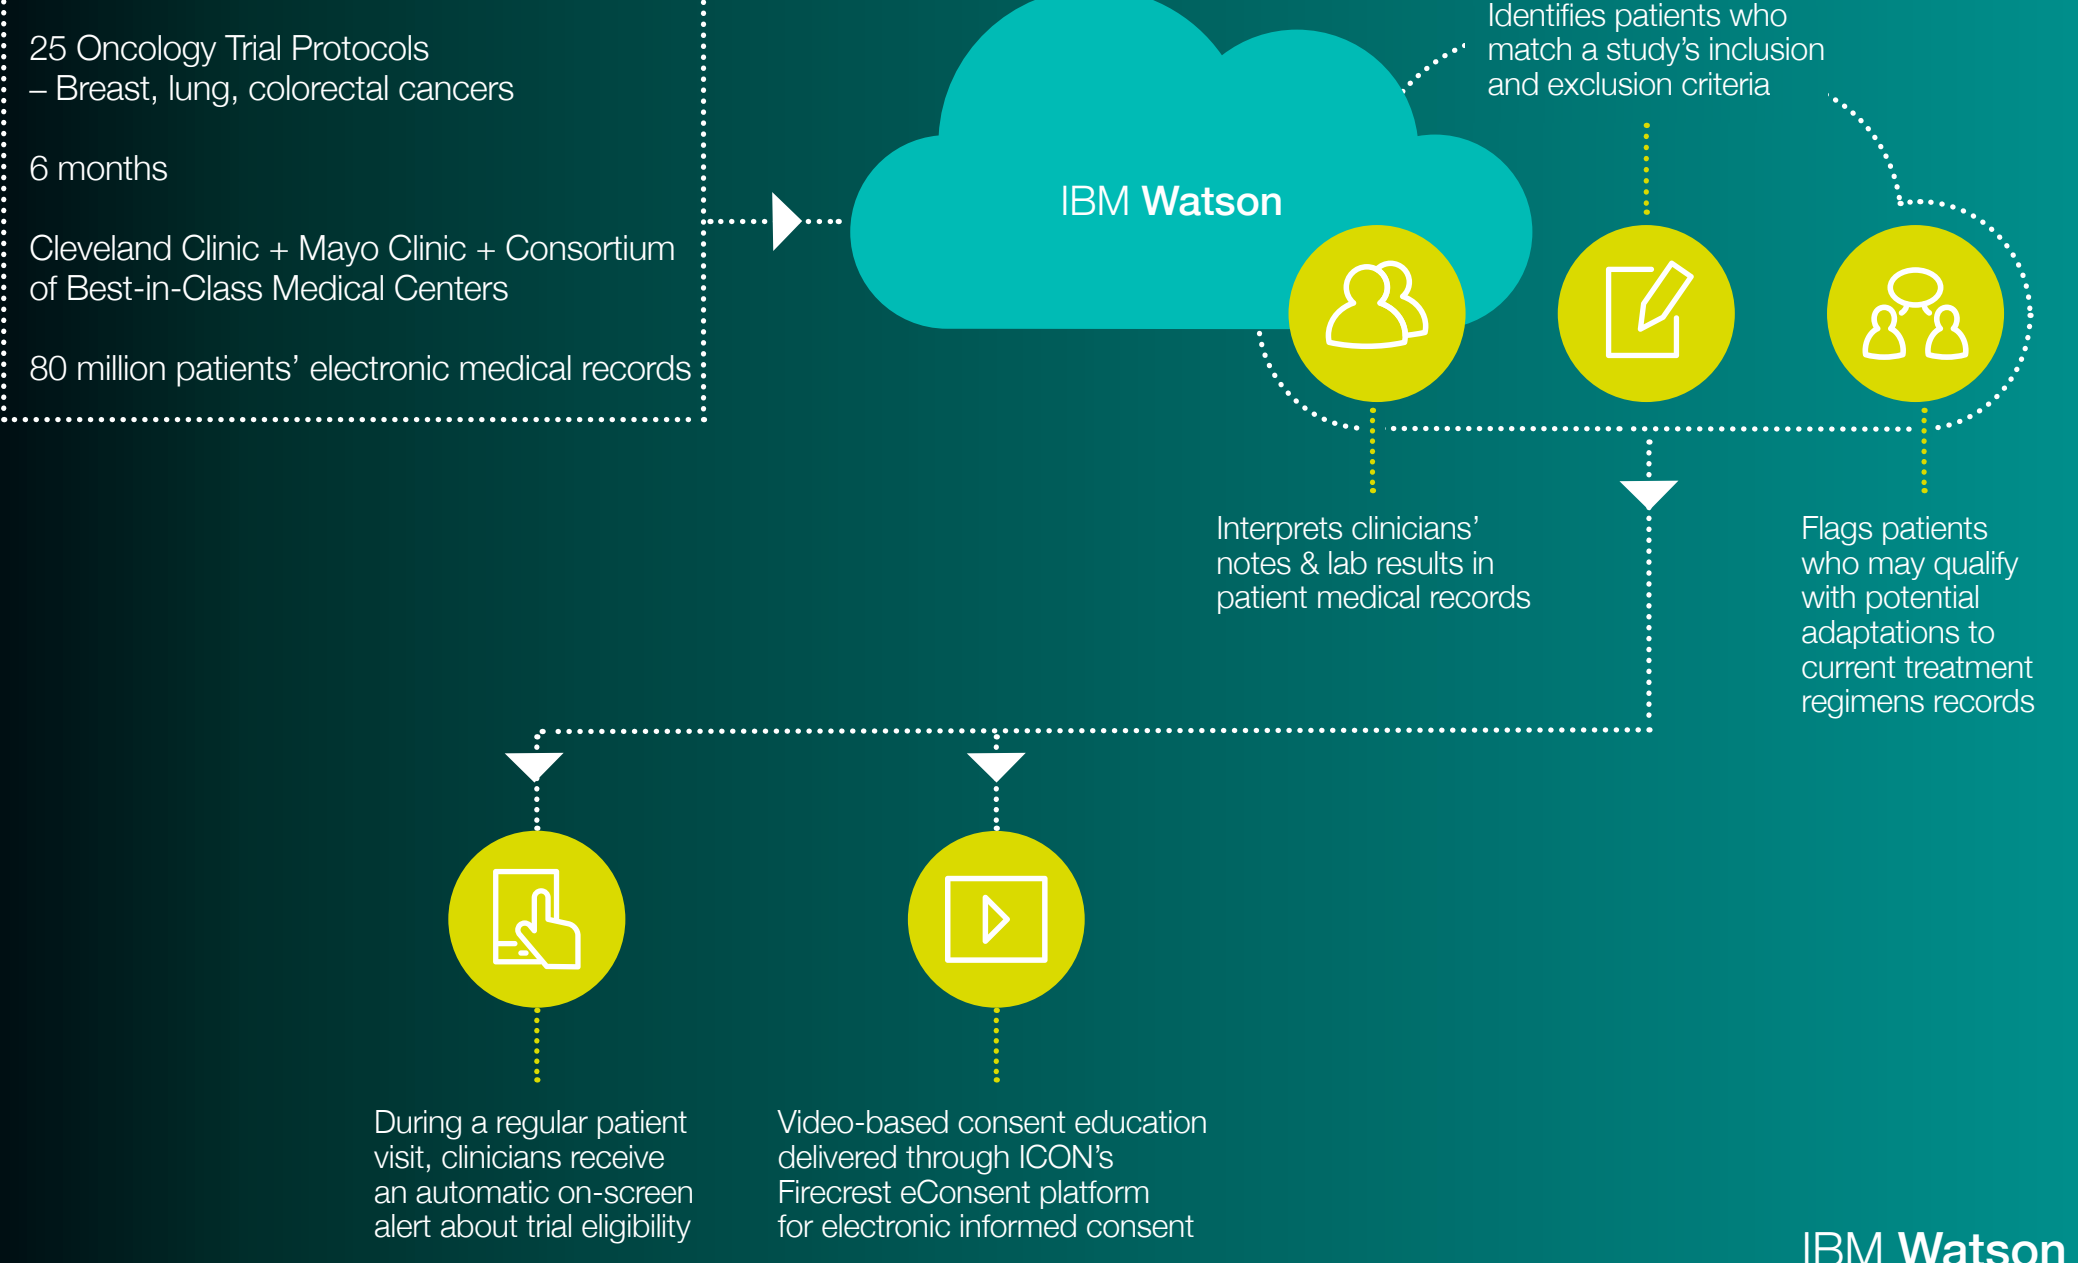 25 Oncology Trial Protocols
– Breast, lung, colorectal cancers
6 months
Cleveland Clinic + Mayo Clinic + Consortium
of Best-in-Class Medical Centers
80 million patients’ electronic medical records
IBM Watson
Identifies patients who
match a study’s inclusion
and exclusion criteria
Interprets clinicians’
notes & lab results in
patient medical records
Flags patients
who may qualify
with potential
adaptations to
current treatment
regimens records
During a regular patient
visit, clinicians receive
an automatic on-screen
alert about trial eligibility
Video-based consent education
delivered through ICON’s
Firecrest eConsent platform
for electronic informed consent
IBM Watson